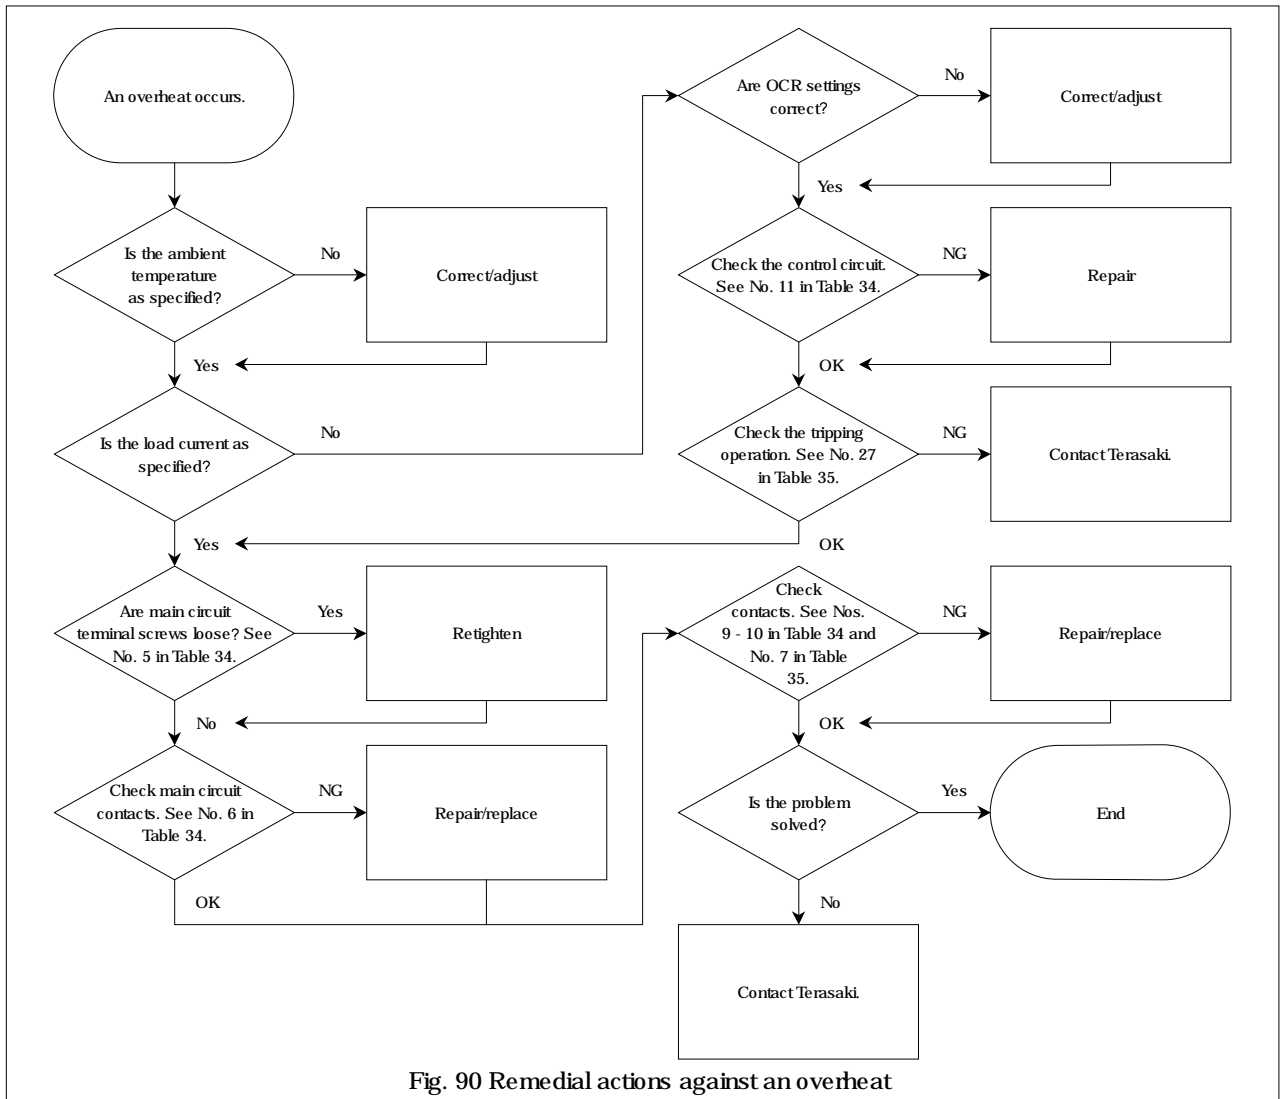 An overheat occurs.
Is the ambient
temperature
as specified?
No
Correct/adjust
Yes
Is the load current as
specified?
No
Yes
Are main circuit
terminal screws loose? See
No. 5 in Table 34.
Yes
Retighten
No
Check main circuit
contacts. See No. 6 in
Table 34.
NG
Repair/replace
OK
Are OCR settings
correct?
No
Correct/adjust
Yes
Check the control circuit.
See No. 11 in Table 34.
NG
Repair
OK
Check the tripping
operation. See No. 27
in Table 35.
NG
Contact Terasaki.
OK
Check
contacts. See Nos.
9 - 10 in Table 34 and
No. 7 in Table
35.
NG
Repair/replace
OK
Is the problem
solved?
Yes
End
No
Contact Terasaki.
Fig. 90 Remedial actions against an overheat